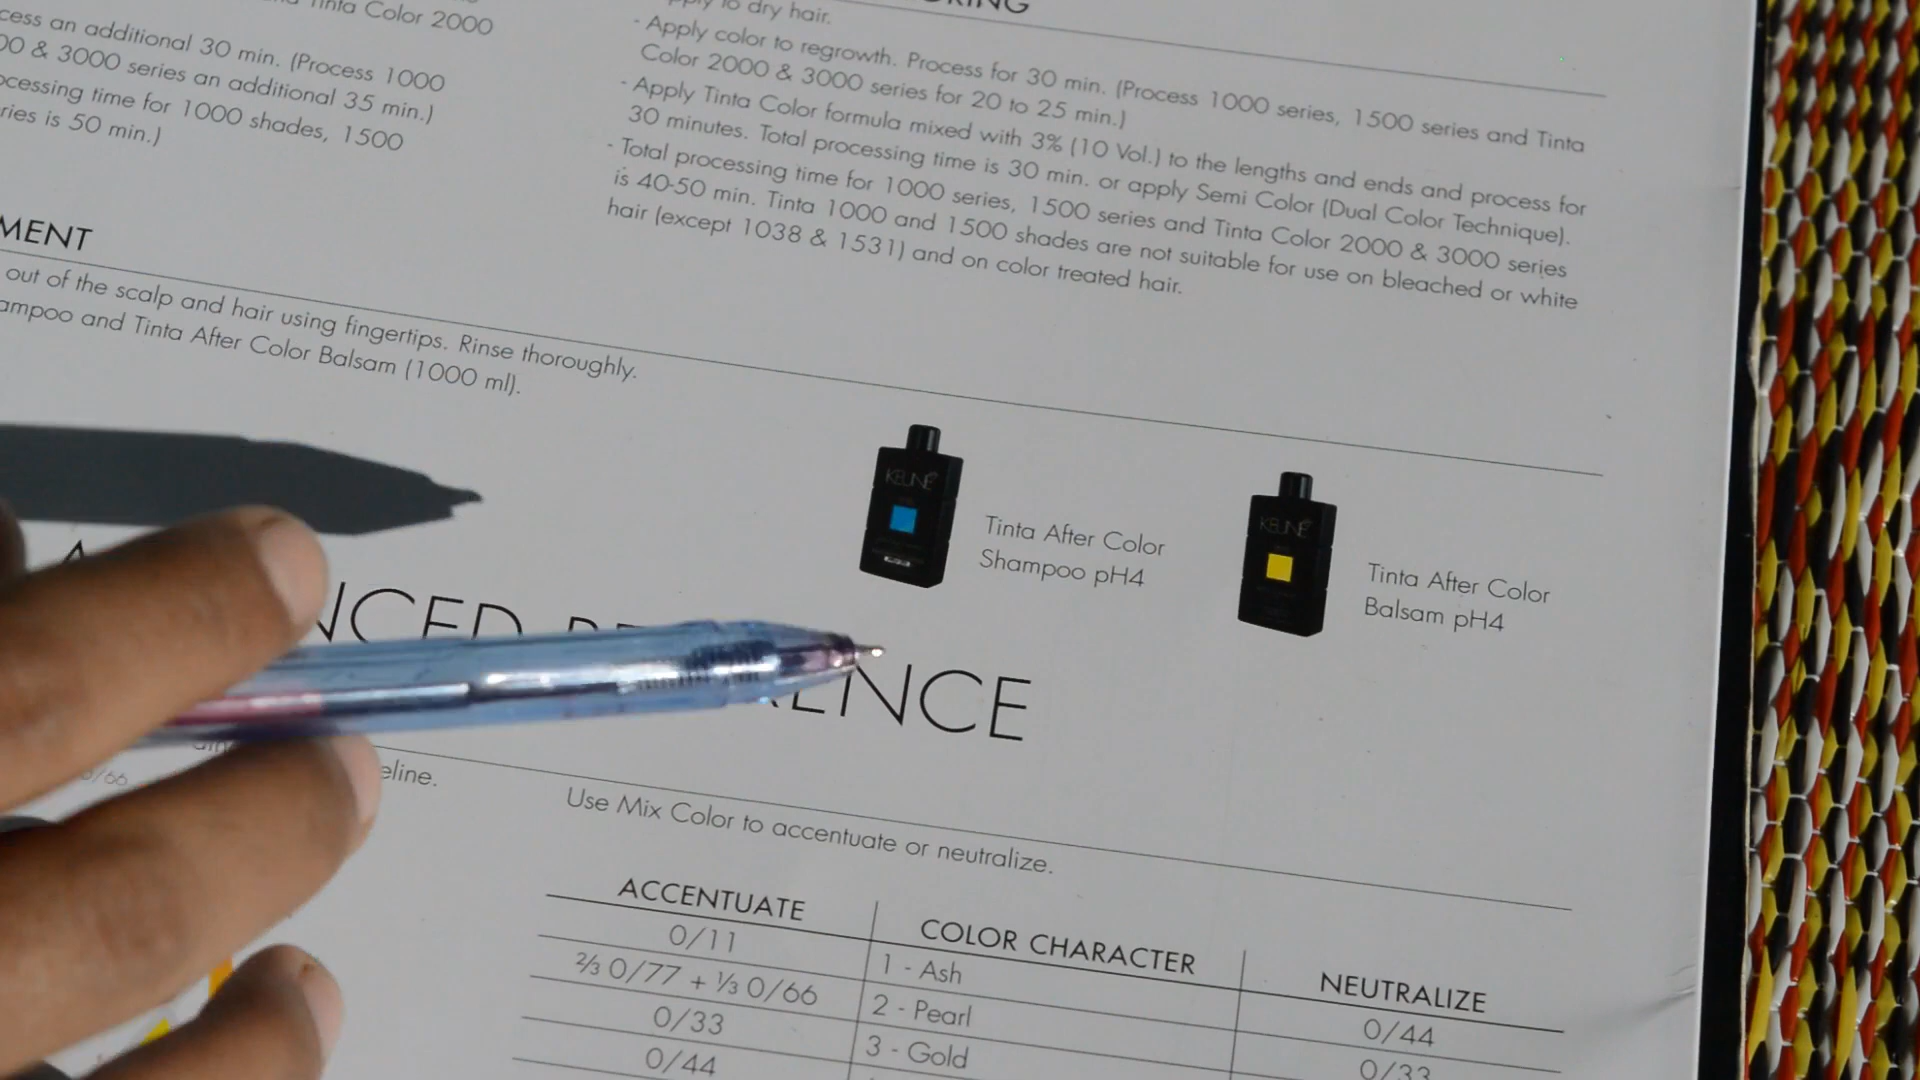 Tinta Color 2000
cess an additional 30 min. (Process 1000
00 & 3000 series an additional 35 min.)
ocessing time for 1000 shades, 1500
ries is 50 min.)
to dry hair.
- Apply color to regrowth. Process for 30 min. (Process 1000 series, 1500 series and Tinta
Color 2000 & 3000 series for 20 to 25 min.)
- Apply Tinta Color formula mixed with 3% (10 Vol.) to the lengths and ends and process for
30 minutes. Total processing time is 30 min. or apply Semi Color (Dual Color Technique).
- Total processing time for 1000 series, 1500 series and Tinta Color 2000 & 3000 series
is 40-50 min. Tinta 1000 and 1500 shades are not suitable for use on bleached or white
hair (except 1038 & 1531) and on color treated hair.
MENT
out of the scalp and hair using fingertips. Rinse thoroughly.
ampoo and Tinta After Color Balsam (1000 ml).
KEUNE
Tinta After Color
Shampoo pH4
KEUNE
Tinta After Color
Balsam pH4
NCED RENCE
eline.
Use Mix Color to accentuate or neutralize.
ACCENTUATE COLOR CHARACTER NEUTRALIZE
0/11 1 - Ash 0/44
⅔ 0/77 + ⅓ 0/66 2 - Pearl 0/33
0/33 3 - Gold
0/44